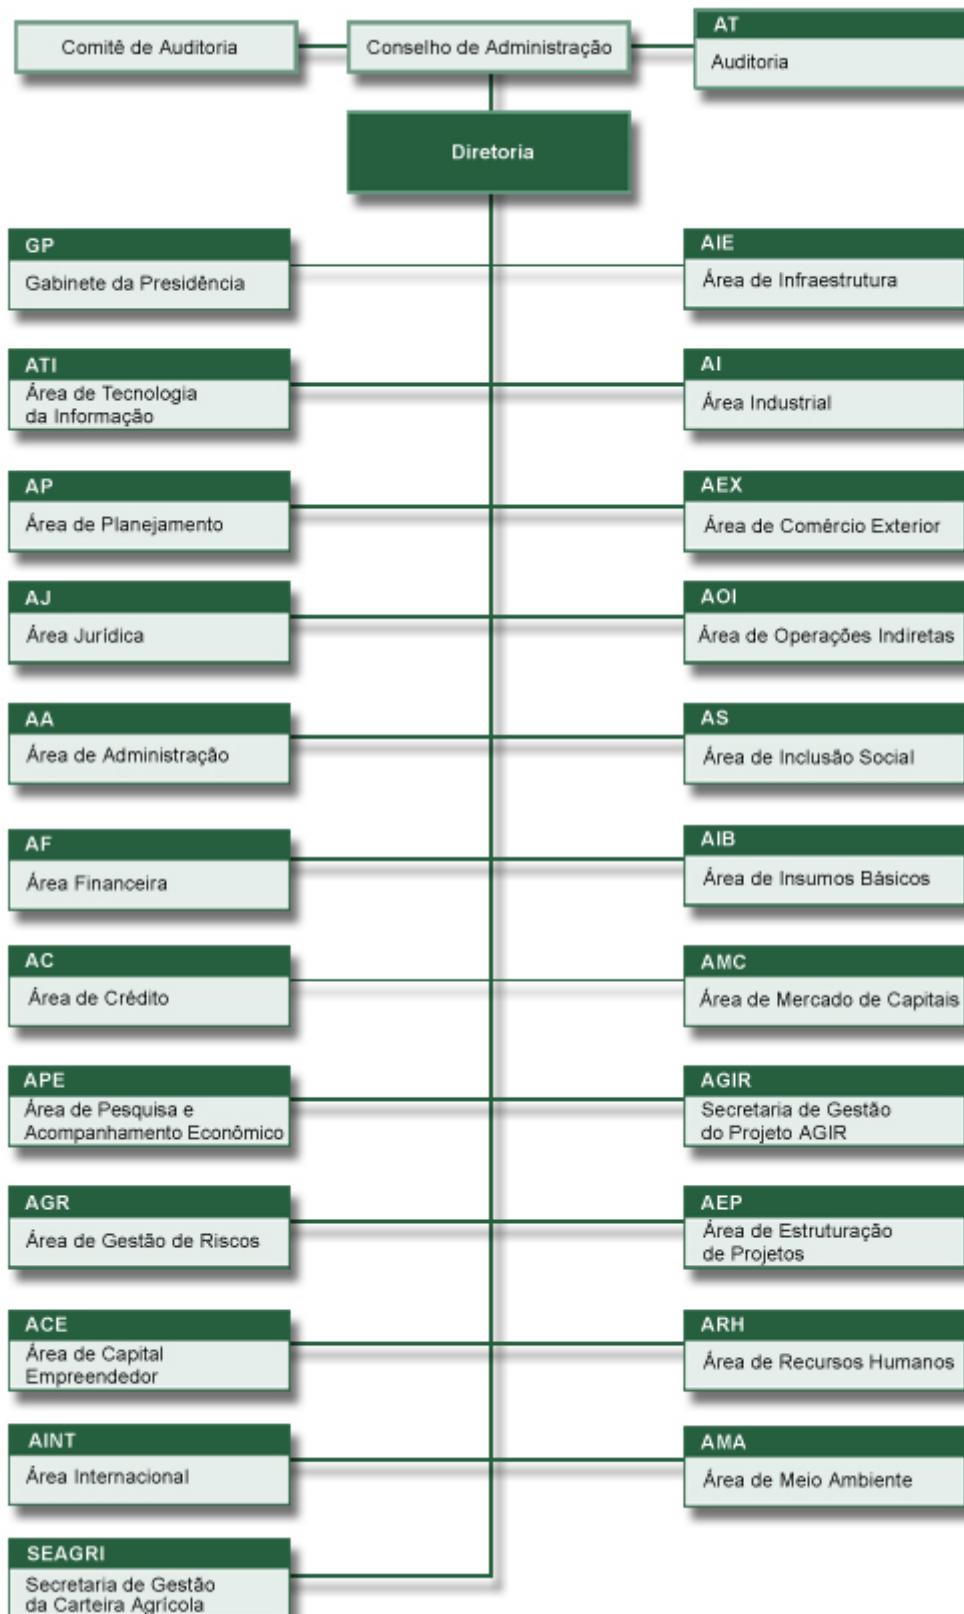 Comitê de Auditoria
Conselho de Administração
AT
Auditoria
Diretoria
GP
Gabinete da Presidência
AIE
Área de Infraestrutura
ATI
Área de Tecnologia
da Informação
AI
Área Industrial
AP
Área de Planejamento
AEX
Área de Comércio Exterior
AJ
Área Jurídica
AOI
Área de Operações Indiretas
AA
Área de Administração
AS
Área de Inclusão Social
AF
Área Financeira
AIB
Área de Insumos Básicos
AC
Área de Crédito
AMC
Área de Mercado de Capitais
APE
Área de Pesquisa e
Acompanhamento Econômico
AGIR
Secretaria de Gestão
do Projeto AGIR
AGR
Área de Gestão de Riscos
AEP
Área de Estruturação
de Projetos
ACE
Área de Capital
Empreendedor
ARH
Área de Recursos Humanos
AINT
Área Internacional
AMA
Área de Meio Ambiente
SEAGRI
Secretaria de Gestão
da Carteira Agrícola